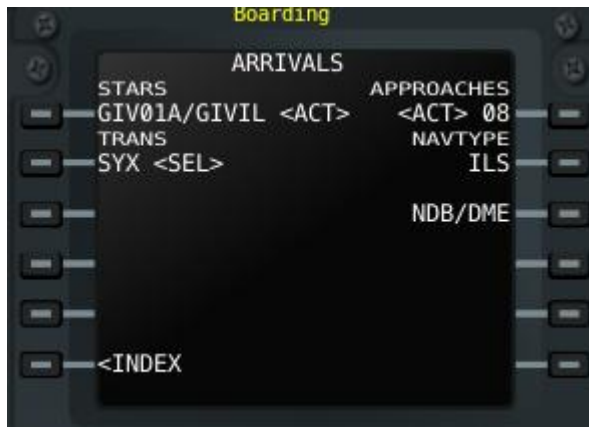 Boarding
ARRIVALS
STARS APPROACHES
GIV01A/GIVIL <ACT> <ACT> 08
TRANS NAVTYPE
SYX <SEL> ILS
NDB/DME
<INDEX